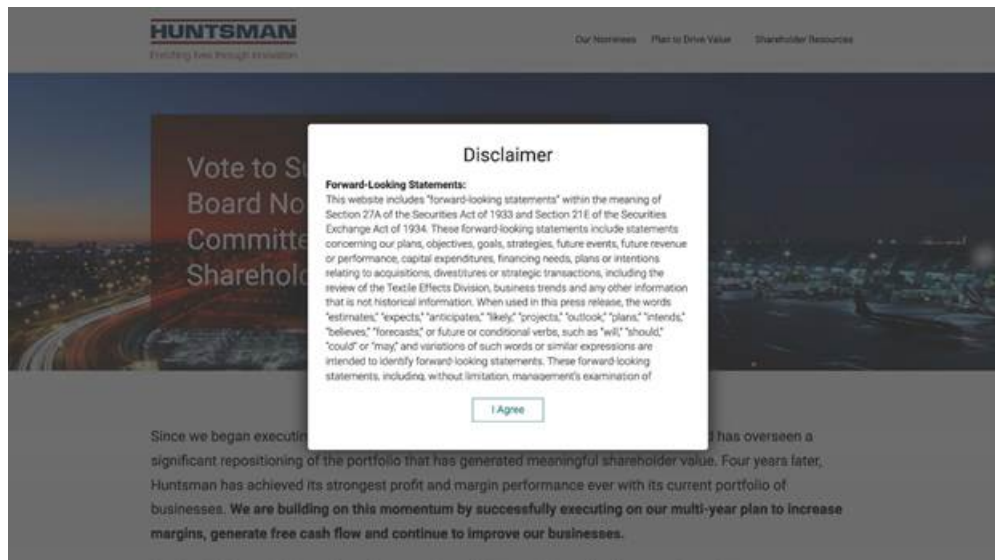 HUNTSMAN
Enriching lives through innovation
Our Nominees Plan to Drive Value Shareholder Resources
Vote to
Board
Committe
Sharehold
Disclaimer
Forward-Looking Statements:
This website includes "forward-looking statements" within the meaning of
Section 27A of the Securities Act of 1933 and Section 21E of the Securities
Exchange Act of 1934. These forward-looking statements include statements
concerning our plans, objectives, goals, strategies, future events, future revenue
or performance, capital expenditures, financing needs, plans or intentions
relating to acquisitions, divestitures or strategic transactions, including the
review of the Textile Effects Division, business trends and any other information
that is not historical information. When used in this press release, the words
"estimates," "expects," "anticipates," "likely," "projects," "outlook," "plans," "intends,"
"believes," "forecasts," or future or conditional verbs, such as "will," "should,"
"could" or "may," and variations of such words or similar expressions are
intended to identify forward-looking statements. These forward-looking
statements, including, without limitation, management's examination of
I Agree
Since we began executin d has overseen a
significant repositioning of the portfolio that has generated meaningful shareholder value. Four years later,
Huntsman has achieved its strongest profit and margin performance ever with its current portfolio of
businesses. We are building on this momentum by successfully executing on our multi-year plan to increase
margins, generate free cash flow and continue to improve our businesses.